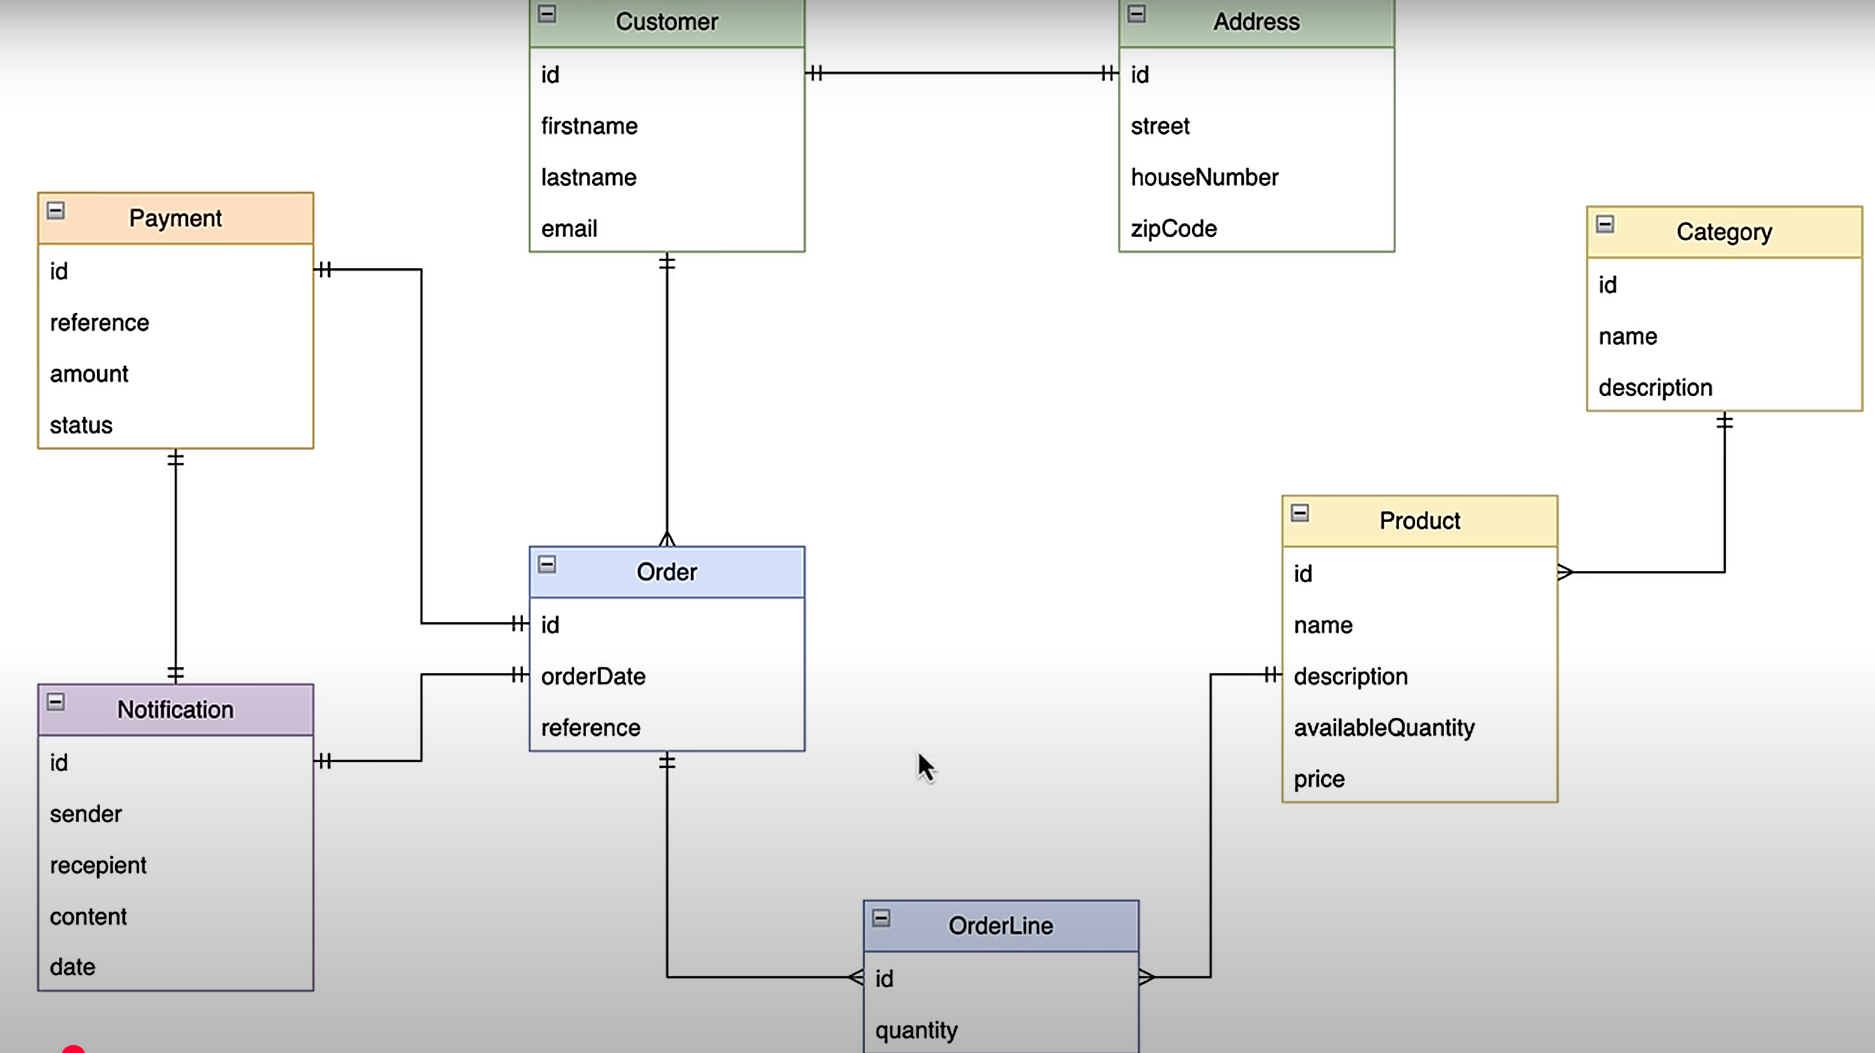 Customer
id
firstname
lastname
email
Address
id
street
houseNumber
zipCode
Payment
id
reference
amount
status
Category
id
name
description
Order
id
orderDate
reference
Product
id
name
description
availableQuantity
price
Notification
id
sender
recepient
content
date
OrderLine
id
quantity